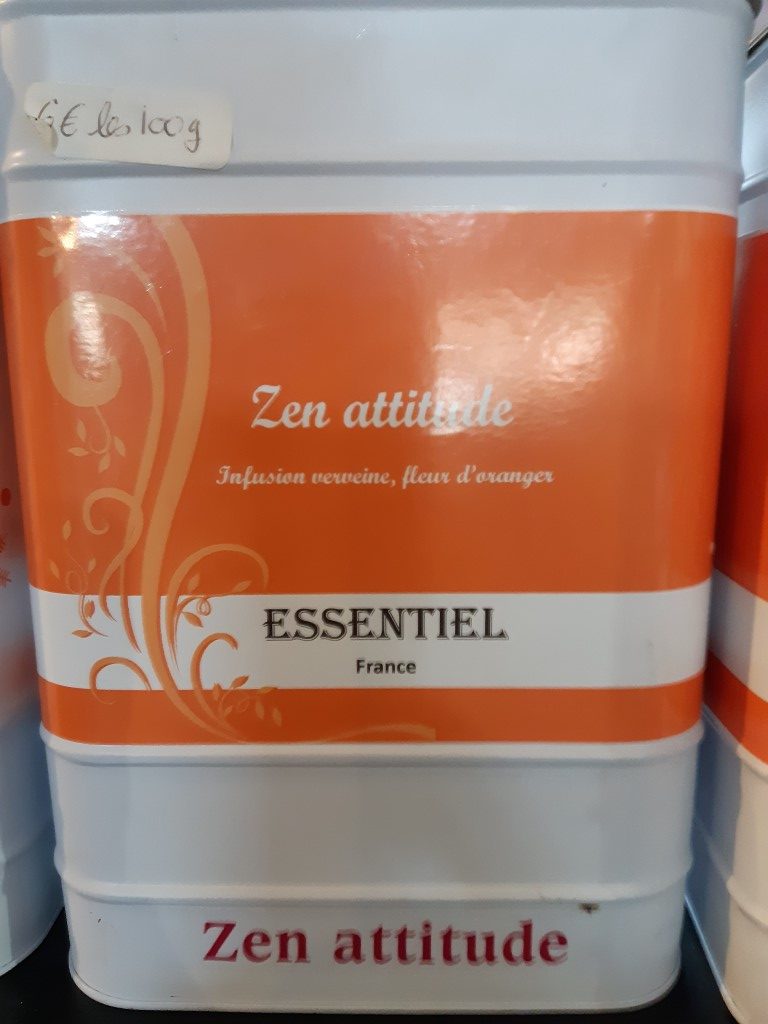 € les 100g
Zen attitude
Infusion verveine, fleur d'oranger
ESSENTIEL
France
Zen attitude